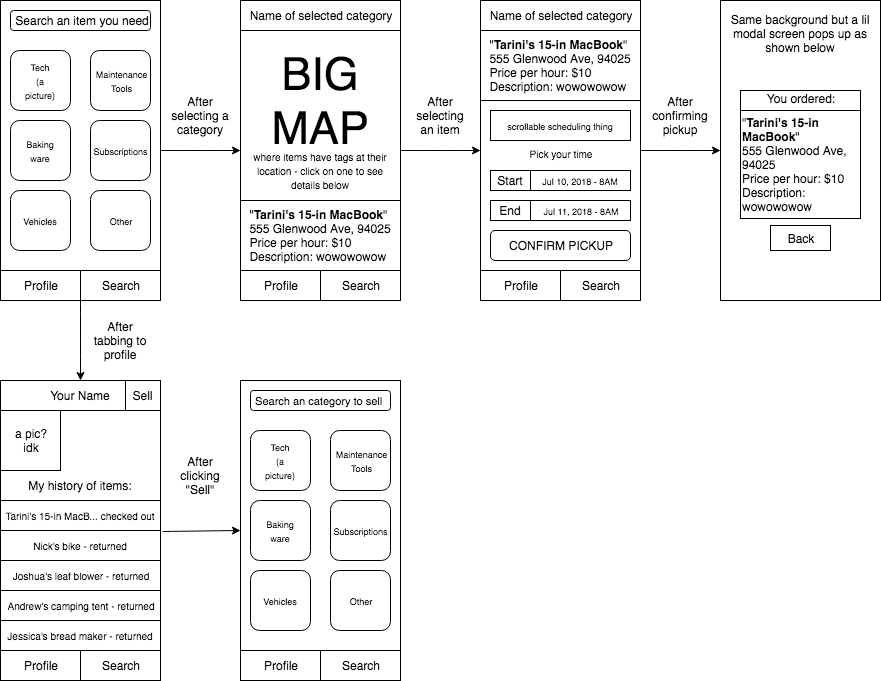 Search an item you need
Tech
(a
picture)
Maintenance
Tools
Baking
ware
Subscriptions
Vehicles
Other
Profile
Search
After
selecting a
category
Name of selected category
BIG
MAP
where items have tags at their
location - click on one to see
details below
"Tarini's 15-in MacBook"
555 Glenwood Ave, 94025
Price per hour: $10
Description: wowowowow
Profile
Search
After
selecting
an item
Name of selected category
"Tarini's 15-in MacBook"
555 Glenwood Ave, 94025
Price per hour: $10
Description: wowowowow
scrollable scheduling thing
Pick your time
Start
Jul 10, 2018 - 8AM
End
Jul 11, 2018 - 8AM
CONFIRM PICKUP
Profile
Search
After
confirming
pickup
Same background but a lil
modal screen pops up as
shown below
You ordered:
"Tarini's 15-in
MacBook"
555 Glenwood Ave,
94025
Price per hour: $10
Description:
wowowowow
Back
After
tabbing to
profile
Your Name
Sell
a pic?
idk
My history of items:
Tarini's 15-in MacB... checked out
Nick's bike - returned
Joshua's leaf blower - returned
Andrew's camping tent - returned
Jessica's bread maker - returned
Profile
Search
After
clicking
"Sell"
Search an category to sell
Tech
(a
picture)
Maintenance
Tools
Baking
ware
Subscriptions
Vehicles
Other
Profile
Search